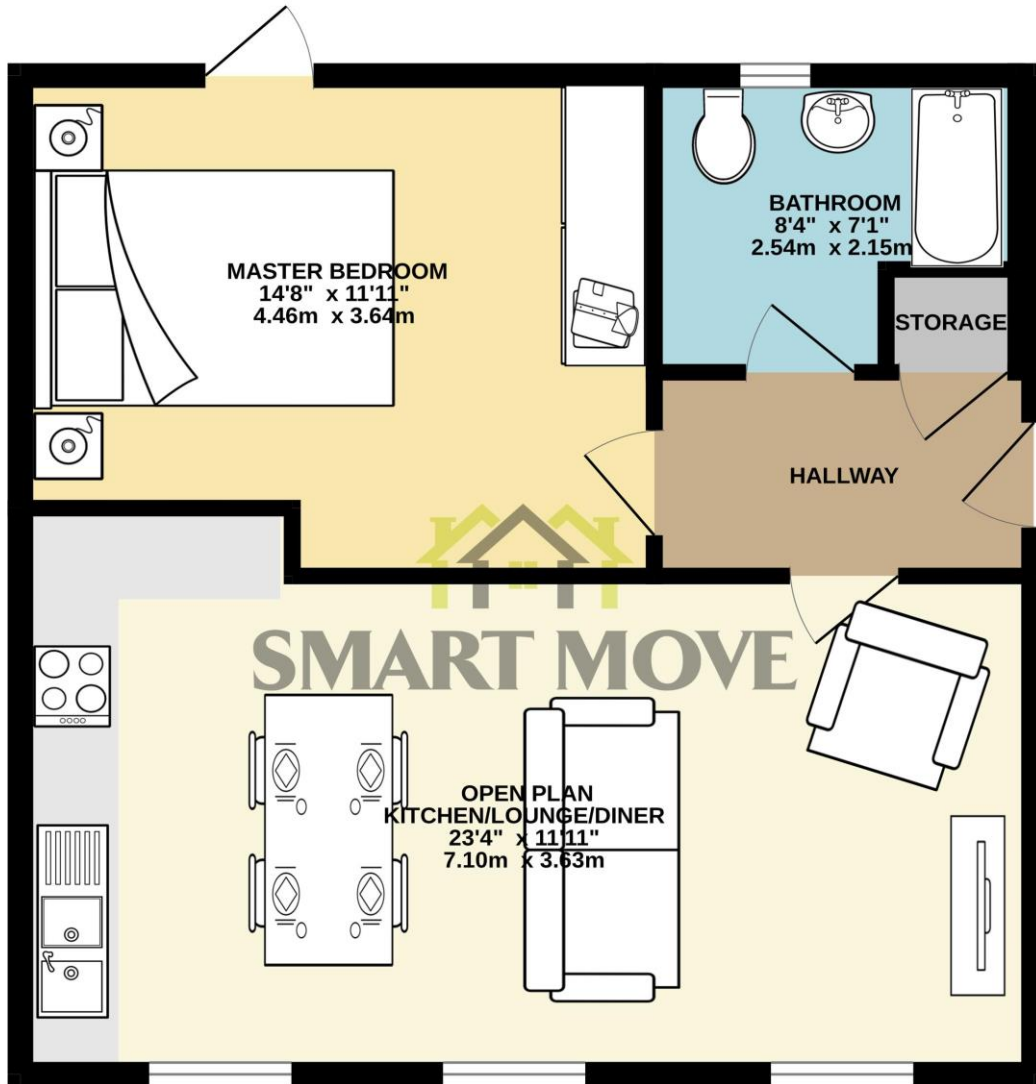 MASTER BEDROOM
14'8" x 11'11"
4.46m x 3.64m
BATHROOM
8'4" x 7'1"
2.54m x 2.15m
STORAGE
HALLWAY
SMART MOVE
OPEN PLAN
KITCHEN/LOUNGE/DINER
23'4" x 11'11"
7.10m x 3.63m